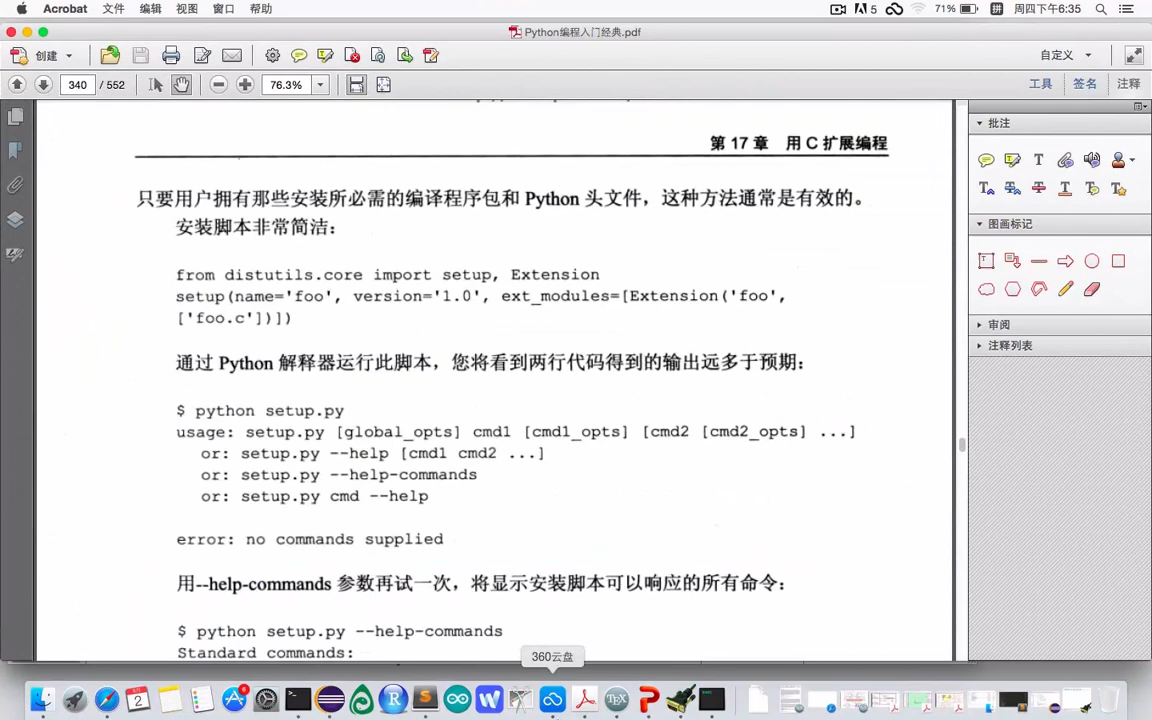 Acrobat 文件 编辑 视图 窗口 帮助 5 71% 拼 周四下午6:35
Python编程入门经典.pdf
创建 自定义
340 / 552 76.3% 工具 签名 注释
批注
第 17 章 用 C 扩展编程
只要用户拥有那些安装所必需的编译程序包和 Python 头文件，这种方法通常是有效的。
安装脚本非常简洁：
图画标记
from distutils.core import setup, Extension
setup(name='foo', version='1.0', ext_modules=[Extension('foo',
['foo.c'])])
审阅
注释列表
通过 Python 解释器运行此脚本，您将看到两行代码得到的输出远多于预期：
$ python setup.py
usage: setup.py [global_opts] cmd1 [cmd1_opts] [cmd2 [cmd2_opts] ...]
or: setup.py --help [cmd1 cmd2 ...]
or: setup.py --help-commands
or: setup.py cmd --help
error: no commands supplied
用--help-commands 参数再试一次，将显示安装脚本可以响应的所有命令：
$ python setup.py --help-commands
Standard commands:
360云盘